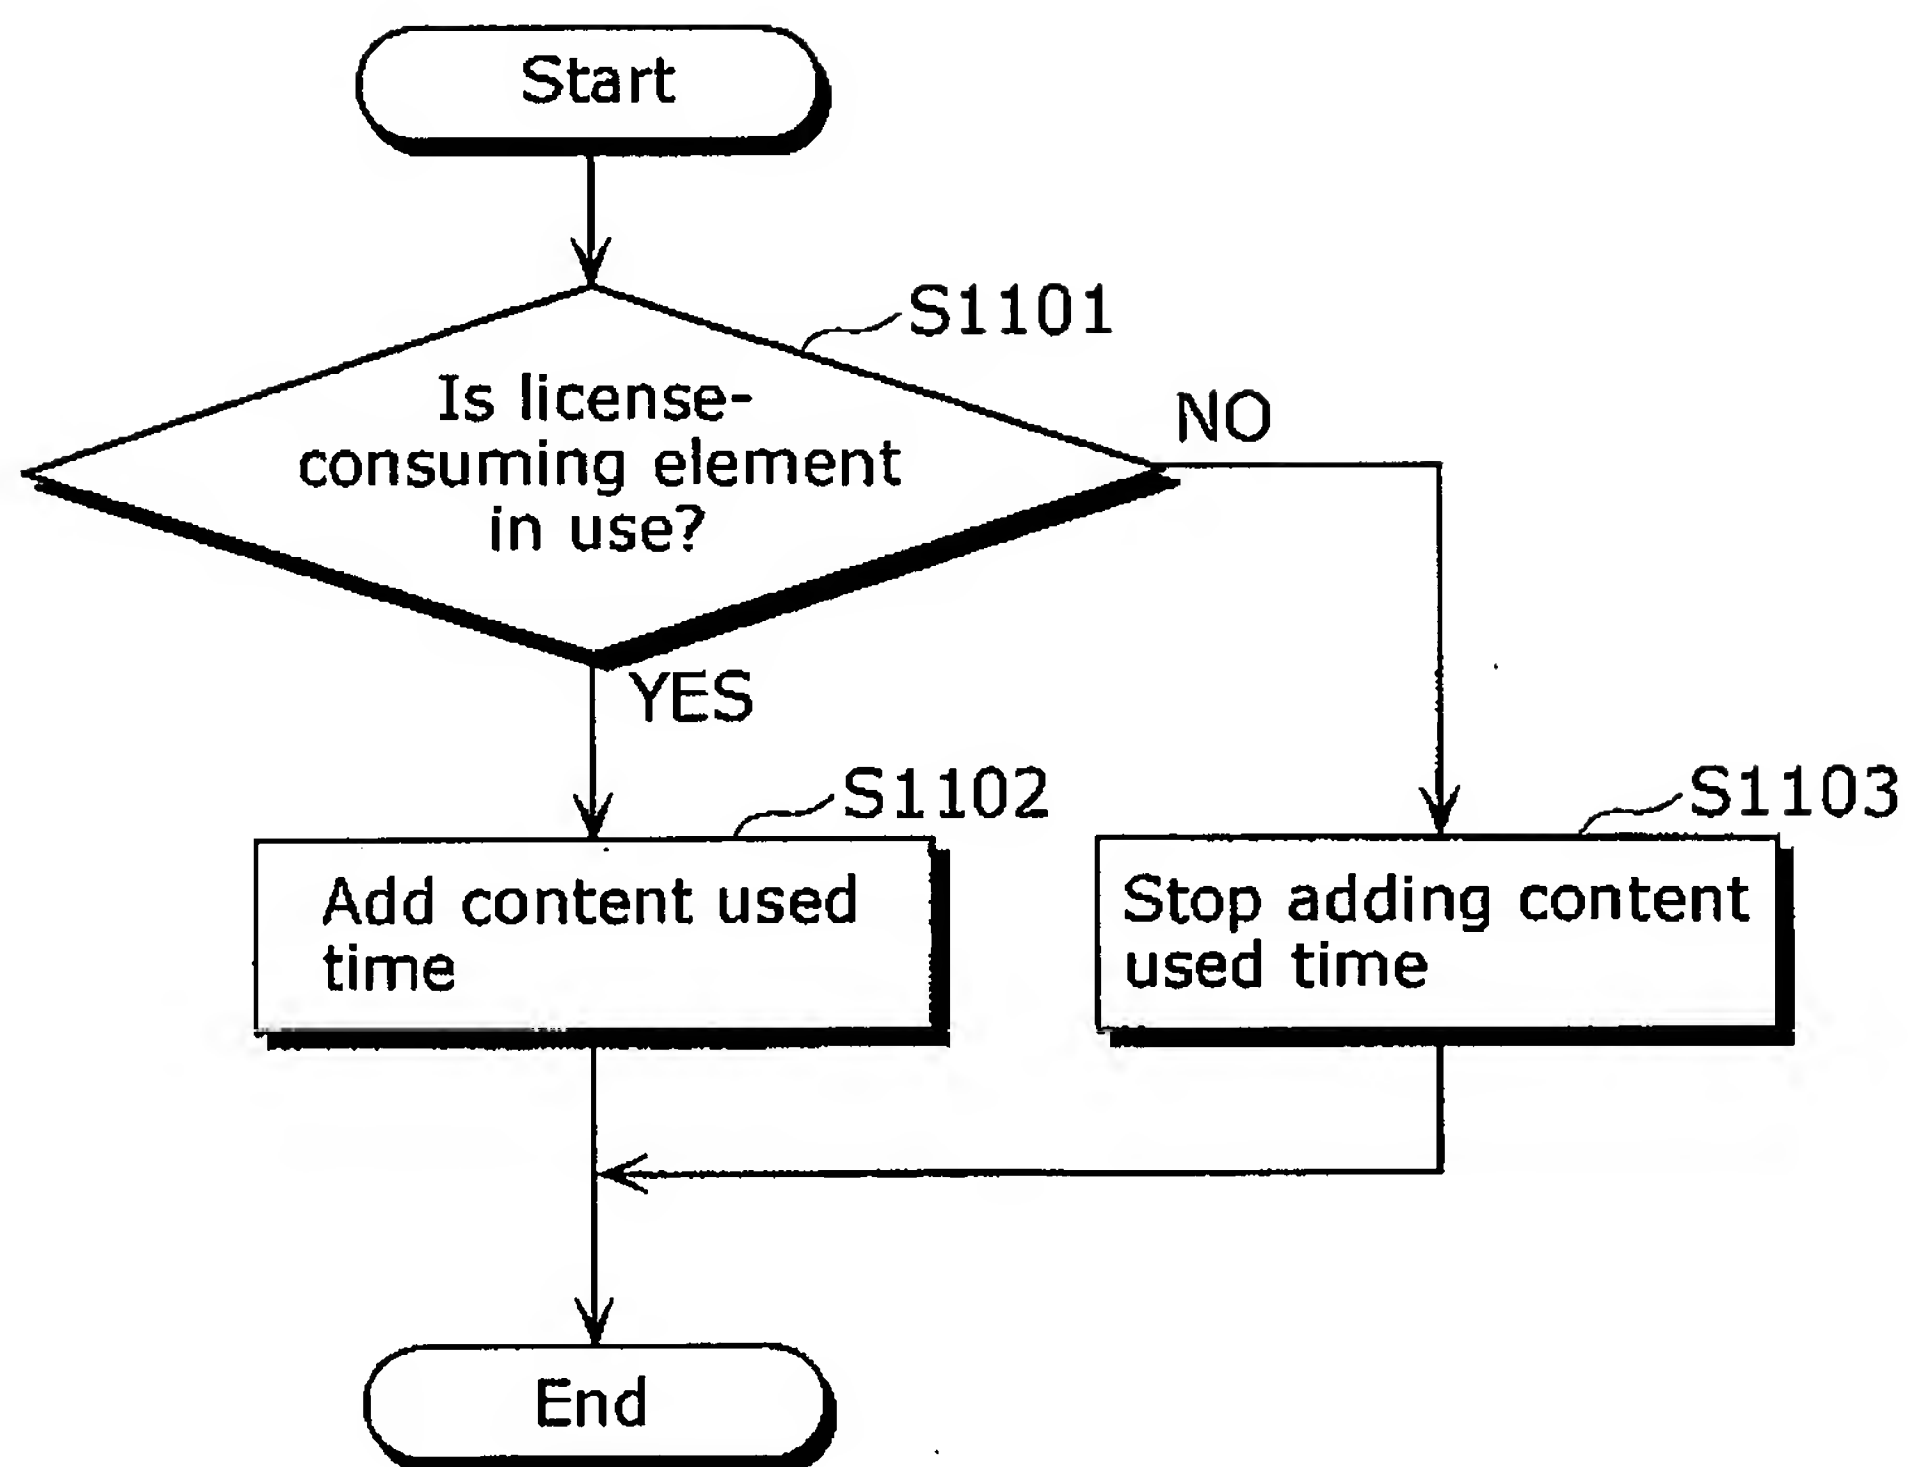 Start
S1101
Is license-
consuming element
in use?
NO
YES
S1102
Add content used
time
S1103
Stop adding content
used time
End